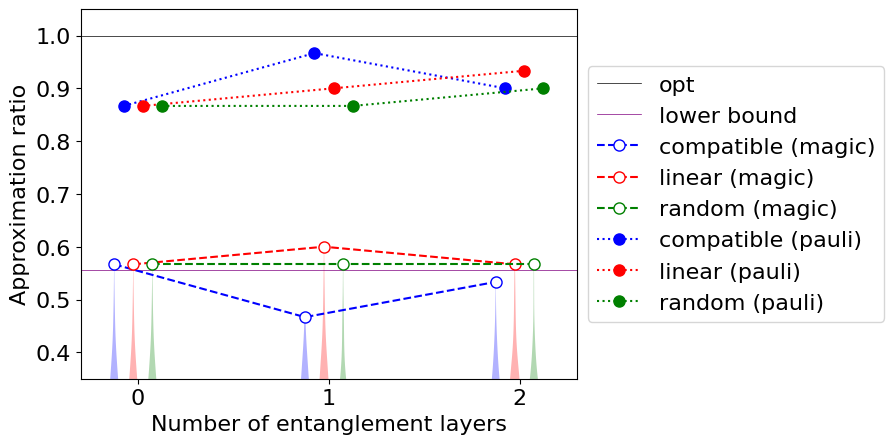 Approximation ratio
1.0
0.9
0.8
0.7
0.6
0.5
0.4
0
1
2
Number of entanglement layers
opt
lower bound
compatible (magic)
linear (magic)
random (magic)
compatible (pauli)
linear (pauli)
random (pauli)